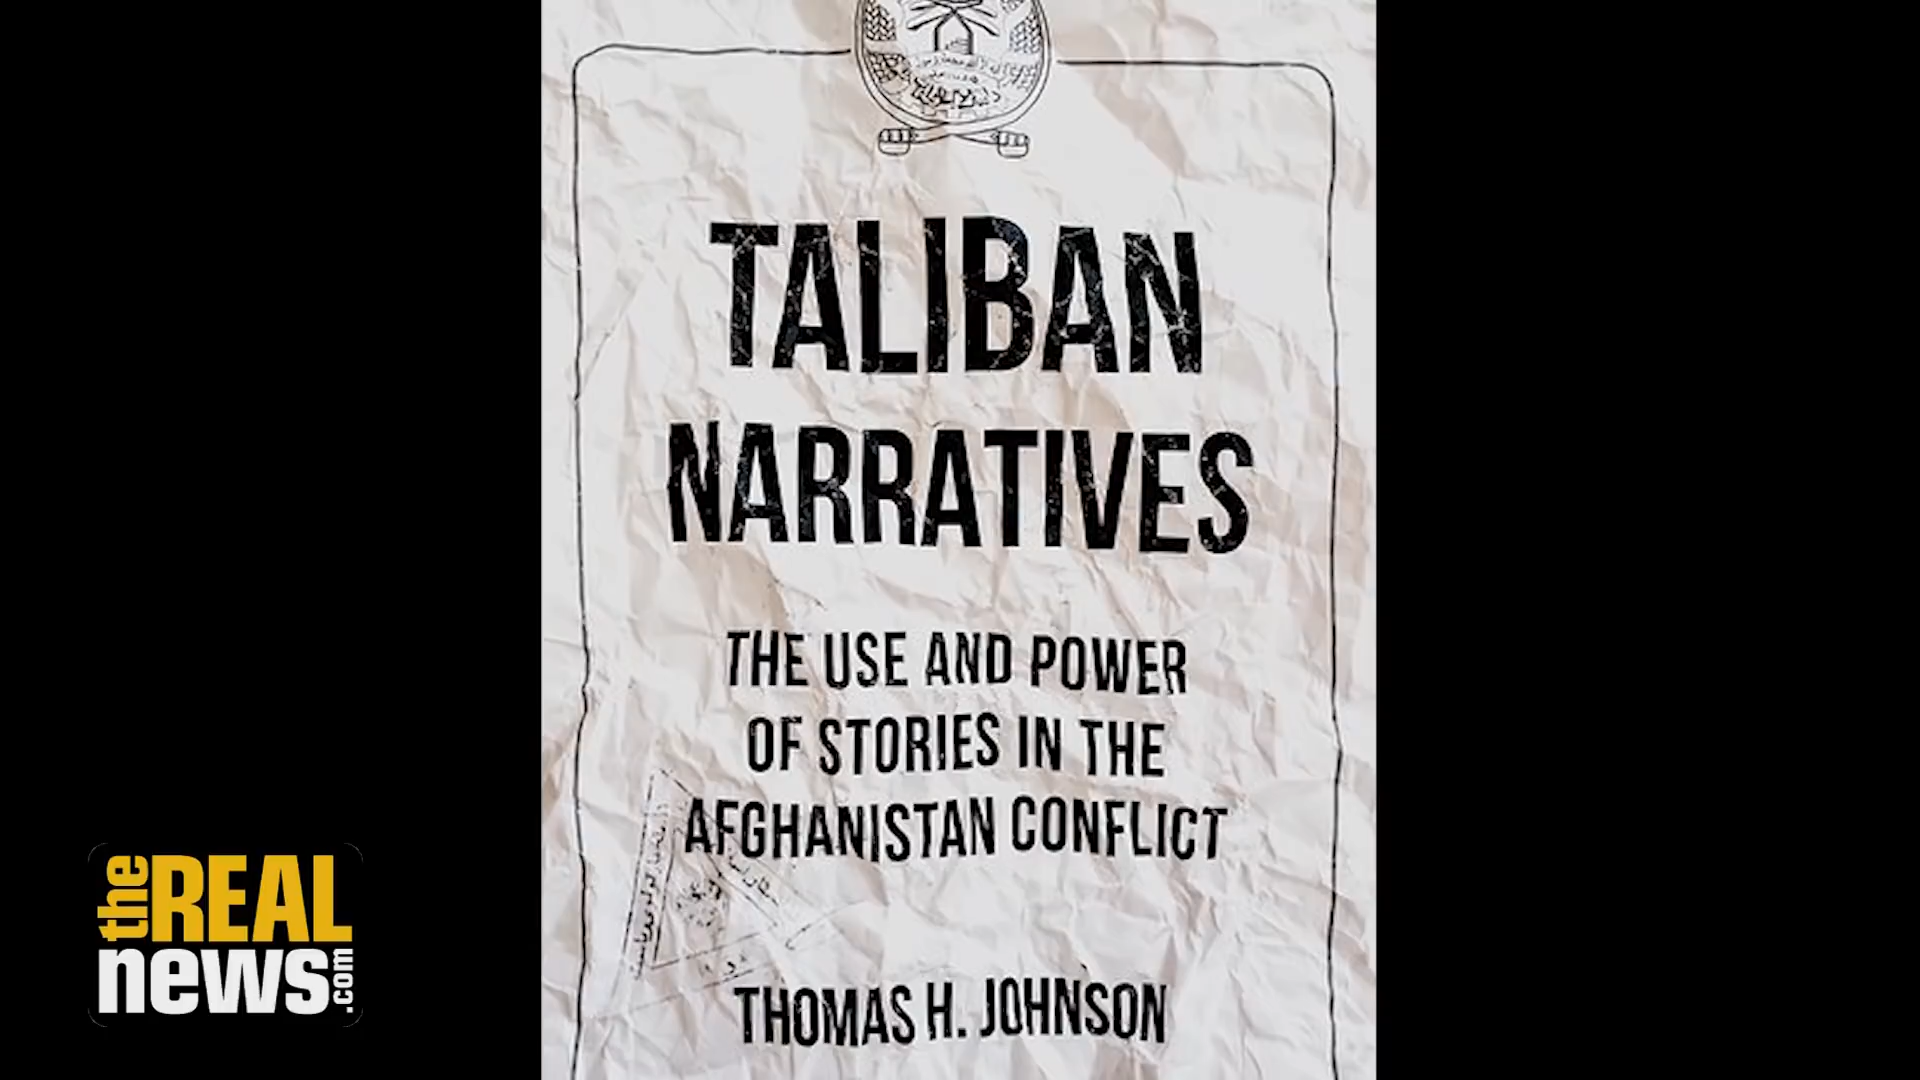 TALIBAN
NARRATIVES
THE USE AND POWER
OF STORIES IN THE
AFGHANISTAN CONFLICT
THOMAS H. JOHNSON
the REAL
news.com